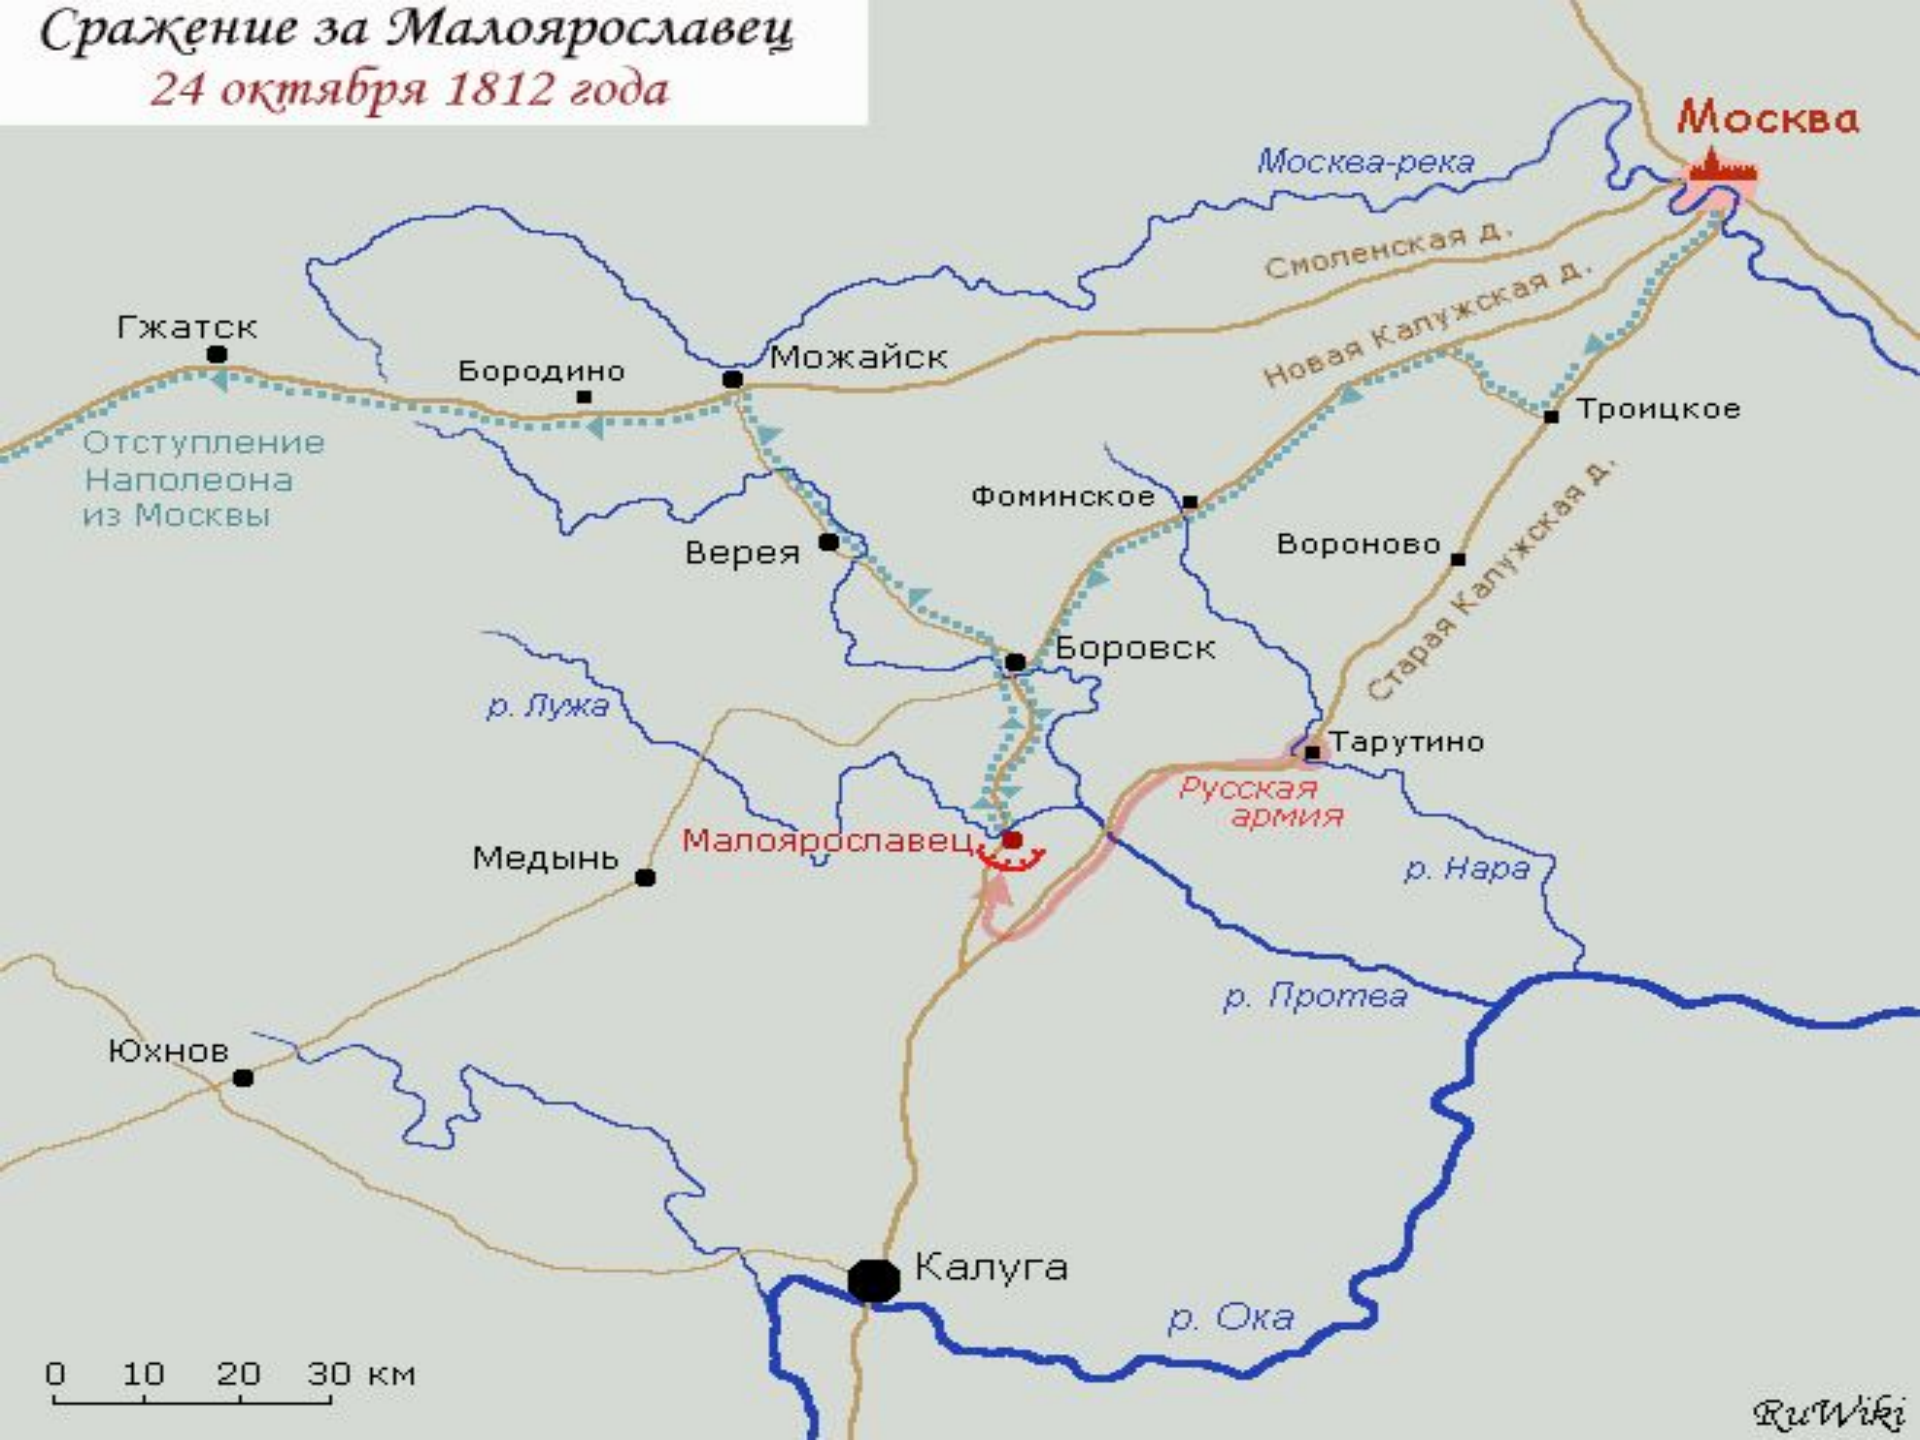 Сражение за Малоярославец
24 октября 1812 года
Москва
Москва-река
Смоленская д.
Новая Калужская д.
Гжатск
Бородино
Можайск
Троицкое
Отступление
Наполеона
из Москвы
Фоминское
Верея
Вороново
Старая Калужская д.
Боровск
р. Лужа
Тарутино
Русская
армия
Малоярославец
Медынь
р. Нара
р. Протва
Юхнов
Калуга
р. Ока
0 10 20 30 км
RuWiki